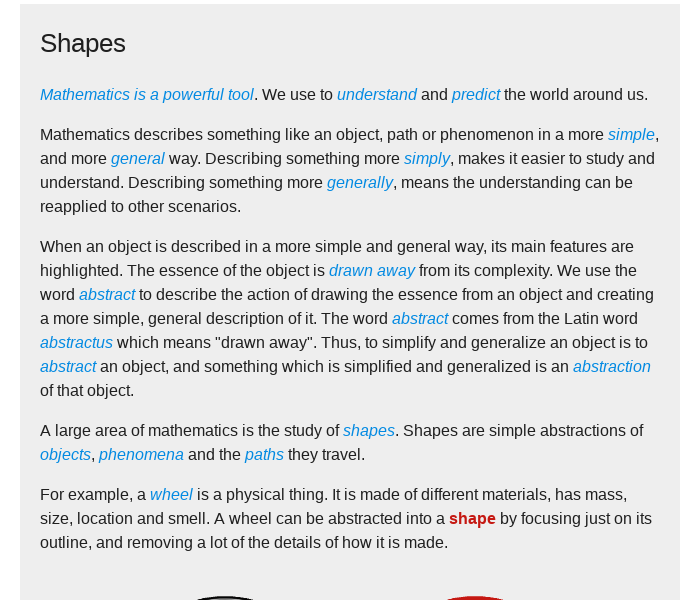 Shapes
Mathematics is a powerful tool. We use to understand and predict the world around us.
Mathematics describes something like an object, path or phenomenon in a more simple,
and more general way. Describing something more simply, makes it easier to study and
understand. Describing something more generally, means the understanding can be
reapplied to other scenarios.
When an object is described in a more simple and general way, its main features are
highlighted. The essence of the object is drawn away from its complexity. We use the
word abstract to describe the action of drawing the essence from an object and creating
a more simple, general description of it. The word abstract comes from the Latin word
abstractus which means "drawn away". Thus, to simplify and generalize an object is to
abstract an object, and something which is simplified and generalized is an abstraction
of that object.
A large area of mathematics is the study of shapes. Shapes are simple abstractions of
objects, phenomena and the paths they travel.
For example, a wheel is a physical thing. It is made of different materials, has mass,
size, location and smell. A wheel can be abstracted into a shape by focusing just on its
outline, and removing a lot of the details of how it is made.